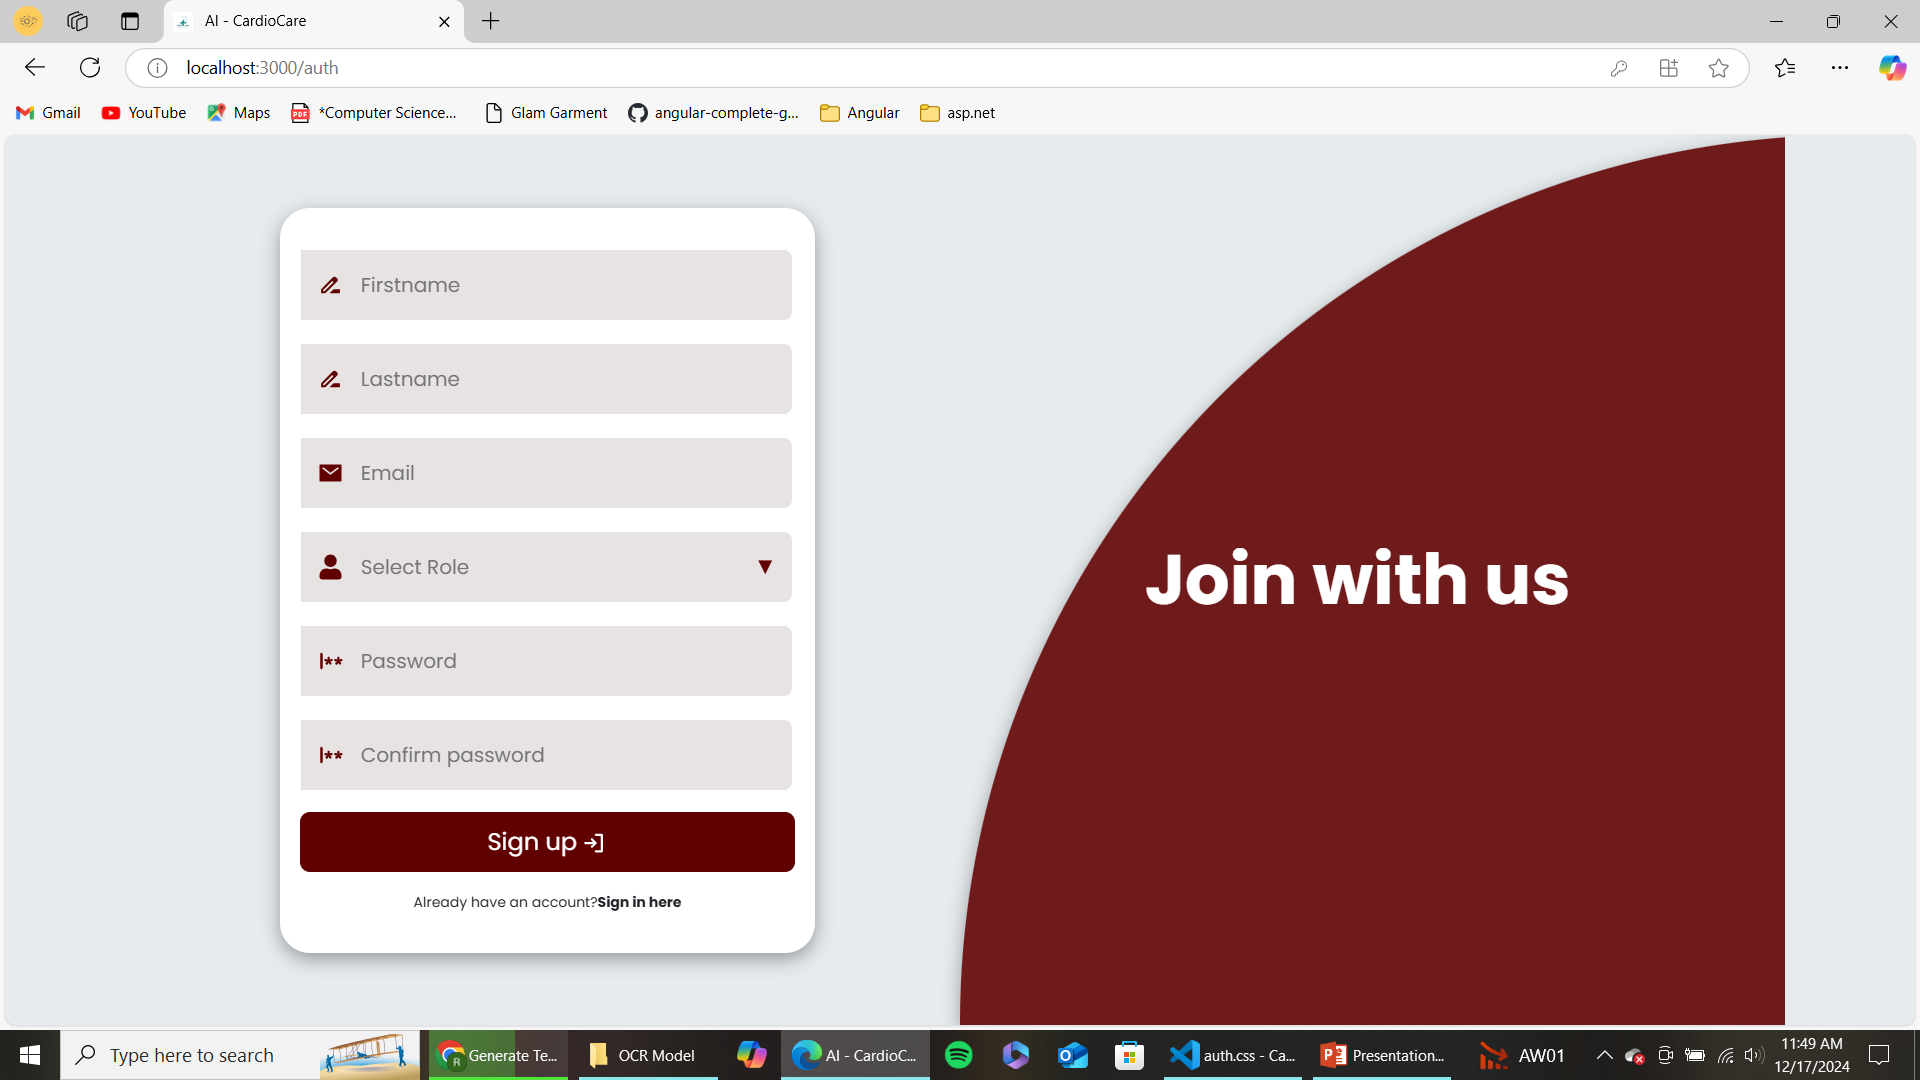 AI - CardioCare
localhost:3000/auth
Gmail
YouTube
Maps
PDF
*Computer Science...
Glam Garment
angular-complete-g...
Angular
asp.net
Firstname
Lastname
Email
Select Role
Password
Confirm password
Sign up
Already have an account?Sign in here
Join with us
Type here to search
R
Generate Te...
OCR Model
AI - CardioC...
auth.css - Ca...
Presentation...
AW01
11:49 AM
12/17/2024